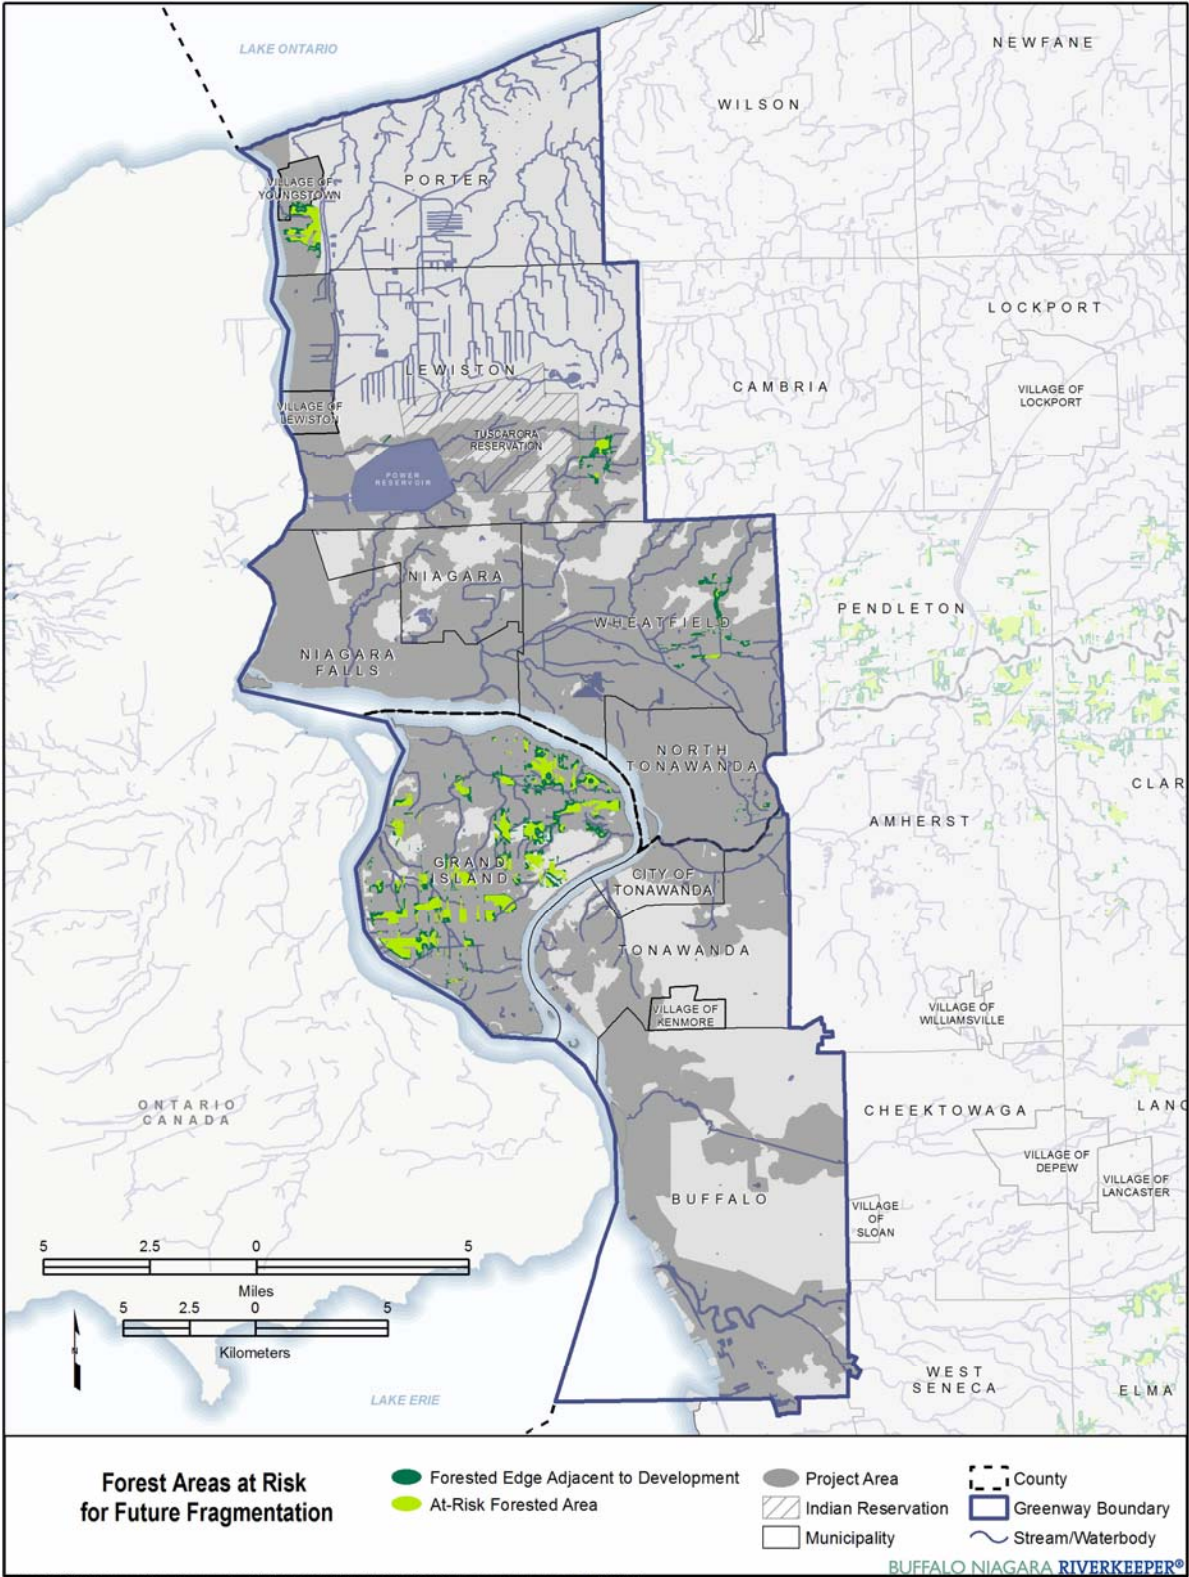 LAKE ONTARIO
NEWFANE
WILSON
PORTER
VILLAGE OF
YOUNGSTOWN
LOCKPORT
LEWISTON
CAMBRIA
VILLAGE OF
LOCKPORT
VILLAGE OF
LEWISTON
TUSCARORA
RESERVATION
POWER
RESERVOIR
NIAGARA
PENDLETON
WHEATFIELD
NIAGARA
FALLS
NORTH
TONAWANDA
CLAR
AMHERST
GRAND
ISLAND
CITY OF
TONAWANDA
TONAWANDA
VILLAGE OF
KENMORE
VILLAGE OF
WILLIAMSVILLE
ONTARIO
CANADA
CHEEKTOWAGA
LANC
VILLAGE OF
DEPEW
VILLAGE OF
LANCASTER
BUFFALO
VILLAGE
OF
SLOAN
5 2.5 0 5
Miles
5 2.5 0 5
Kilometers
N
WEST
SENECA
ELMA
LAKE ERIE
Forest Areas at Risk
for Future Fragmentation
Forested Edge Adjacent to Development
At-Risk Forested Area
Project Area
Indian Reservation
Municipality
County
Greenway Boundary
Stream/Waterbody
BUFFALO NIAGARA RIVERKEEPER®